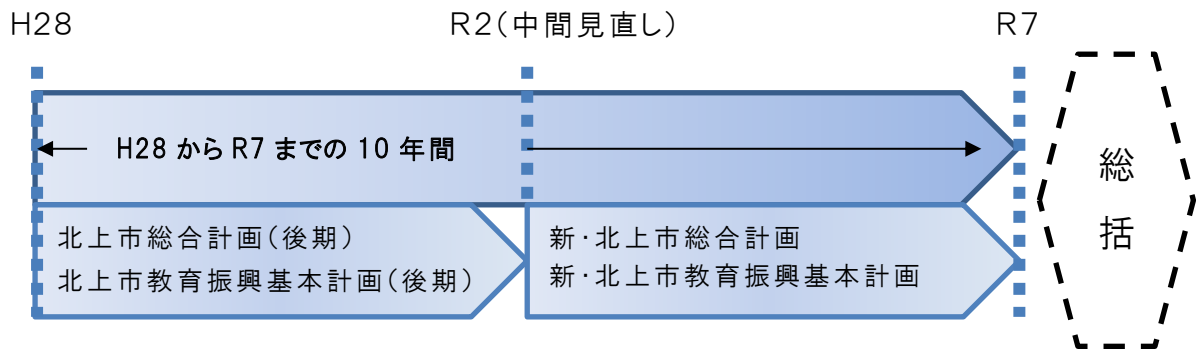 H28
R2(中間見直し)
R7
H28 から R7 までの 10 年間
北上市総合計画(後期)
北上市教育振興基本計画(後期)
新·北上市総合計画
新·北上市教育振興基本計画
総
括